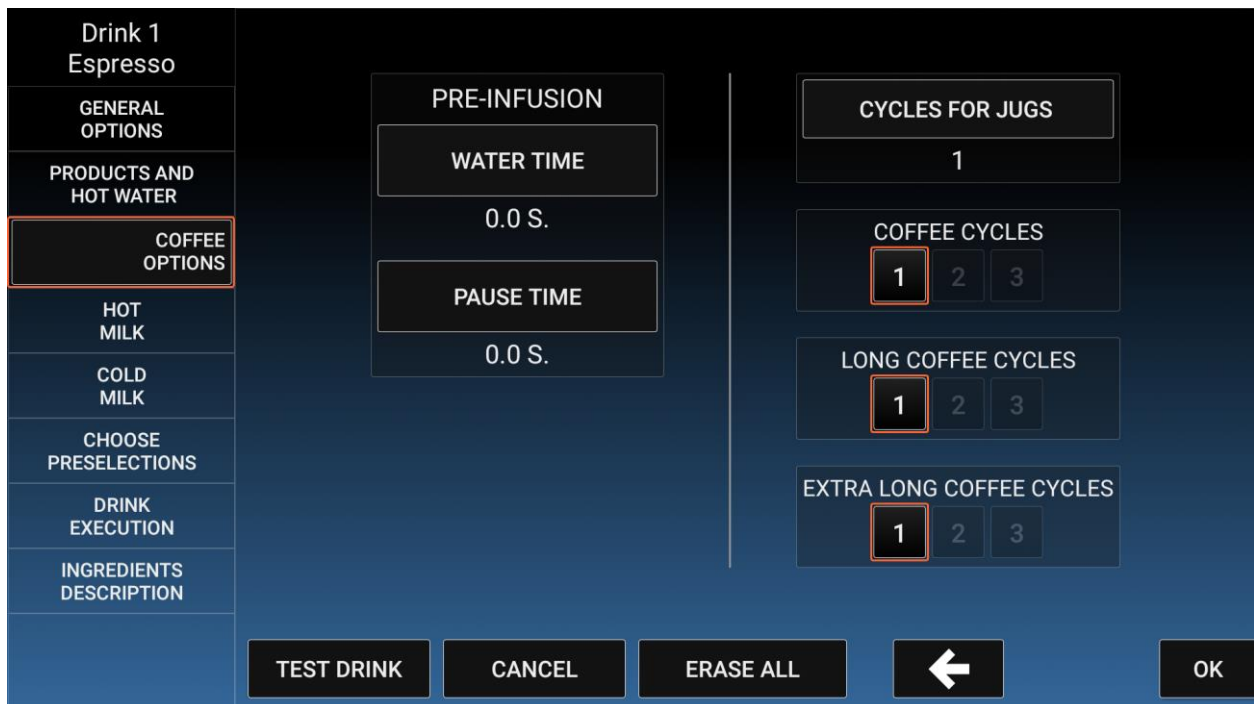 Drink 1
Espresso
GENERAL
OPTIONS
PRODUCTS AND
HOT WATER
COFFEE
OPTIONS
HOT
MILK
COLD
MILK
CHOOSE
PRESELECTIONS
DRINK
EXECUTION
INGREDIENTS
DESCRIPTION
PRE-INFUSION
WATER TIME
0.0 S.
PAUSE TIME
0.0 S.
CYCLES FOR JUGS
1
COFFEE CYCLES
1 2 3
LONG COFFEE CYCLES
1 2 3
EXTRA LONG COFFEE CYCLES
1 2 3
TEST DRINK CANCEL ERASE ALL OK